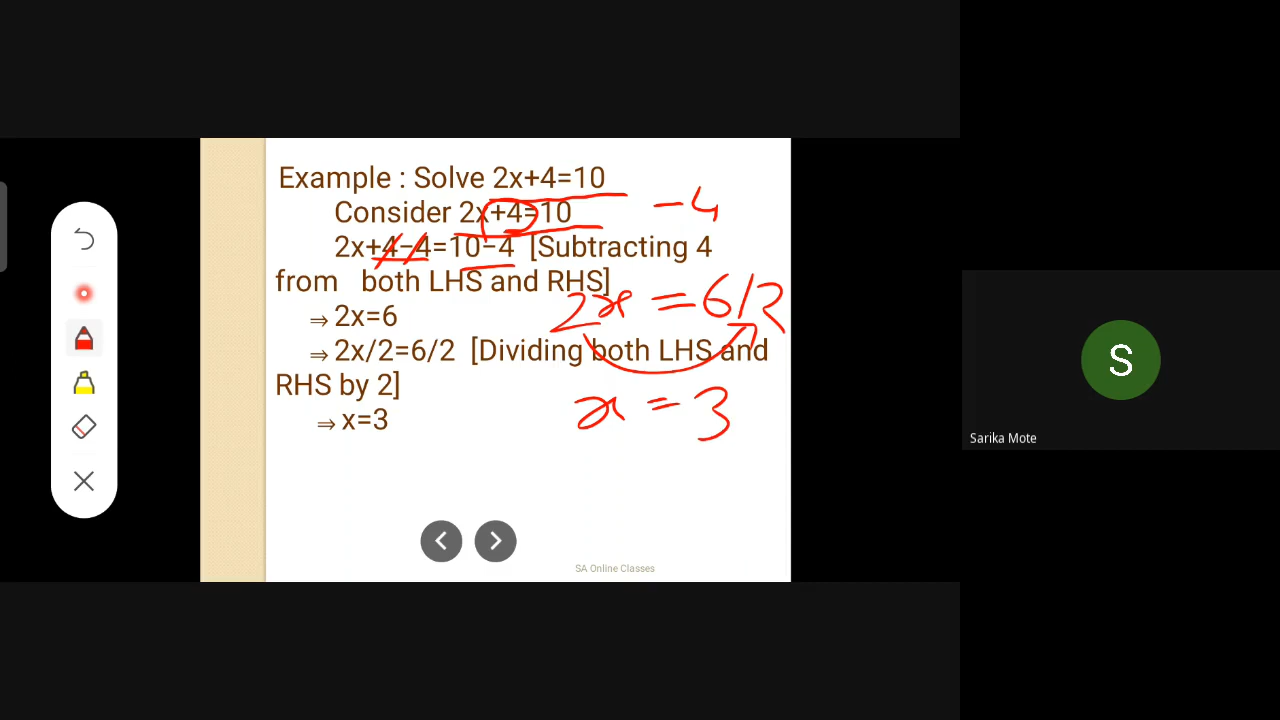 Example : Solve 2x+4=10
Consider 2x+4=10
-4
2x+4−4=10−4 [Subtracting 4
from both LHS and RHS]
⇒ 2x=6
2x = 6/2
⇒ 2x/2=6/2 [Dividing both LHS and
RHS by 2]
⇒ x=3
x = 3
SA Online Classes
S
Sarika Mote